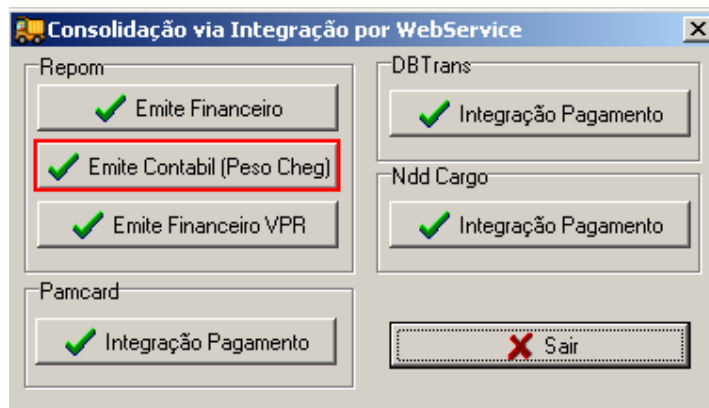 Consolidação via Integração por WebService
Repom
Emite Financeiro
Emite Contabil (Peso Cheg)
Emite Financeiro VPR
Pamcard
Integração Pagamento
DBTrans
Integração Pagamento
Ndd Cargo
Integração Pagamento
Sair